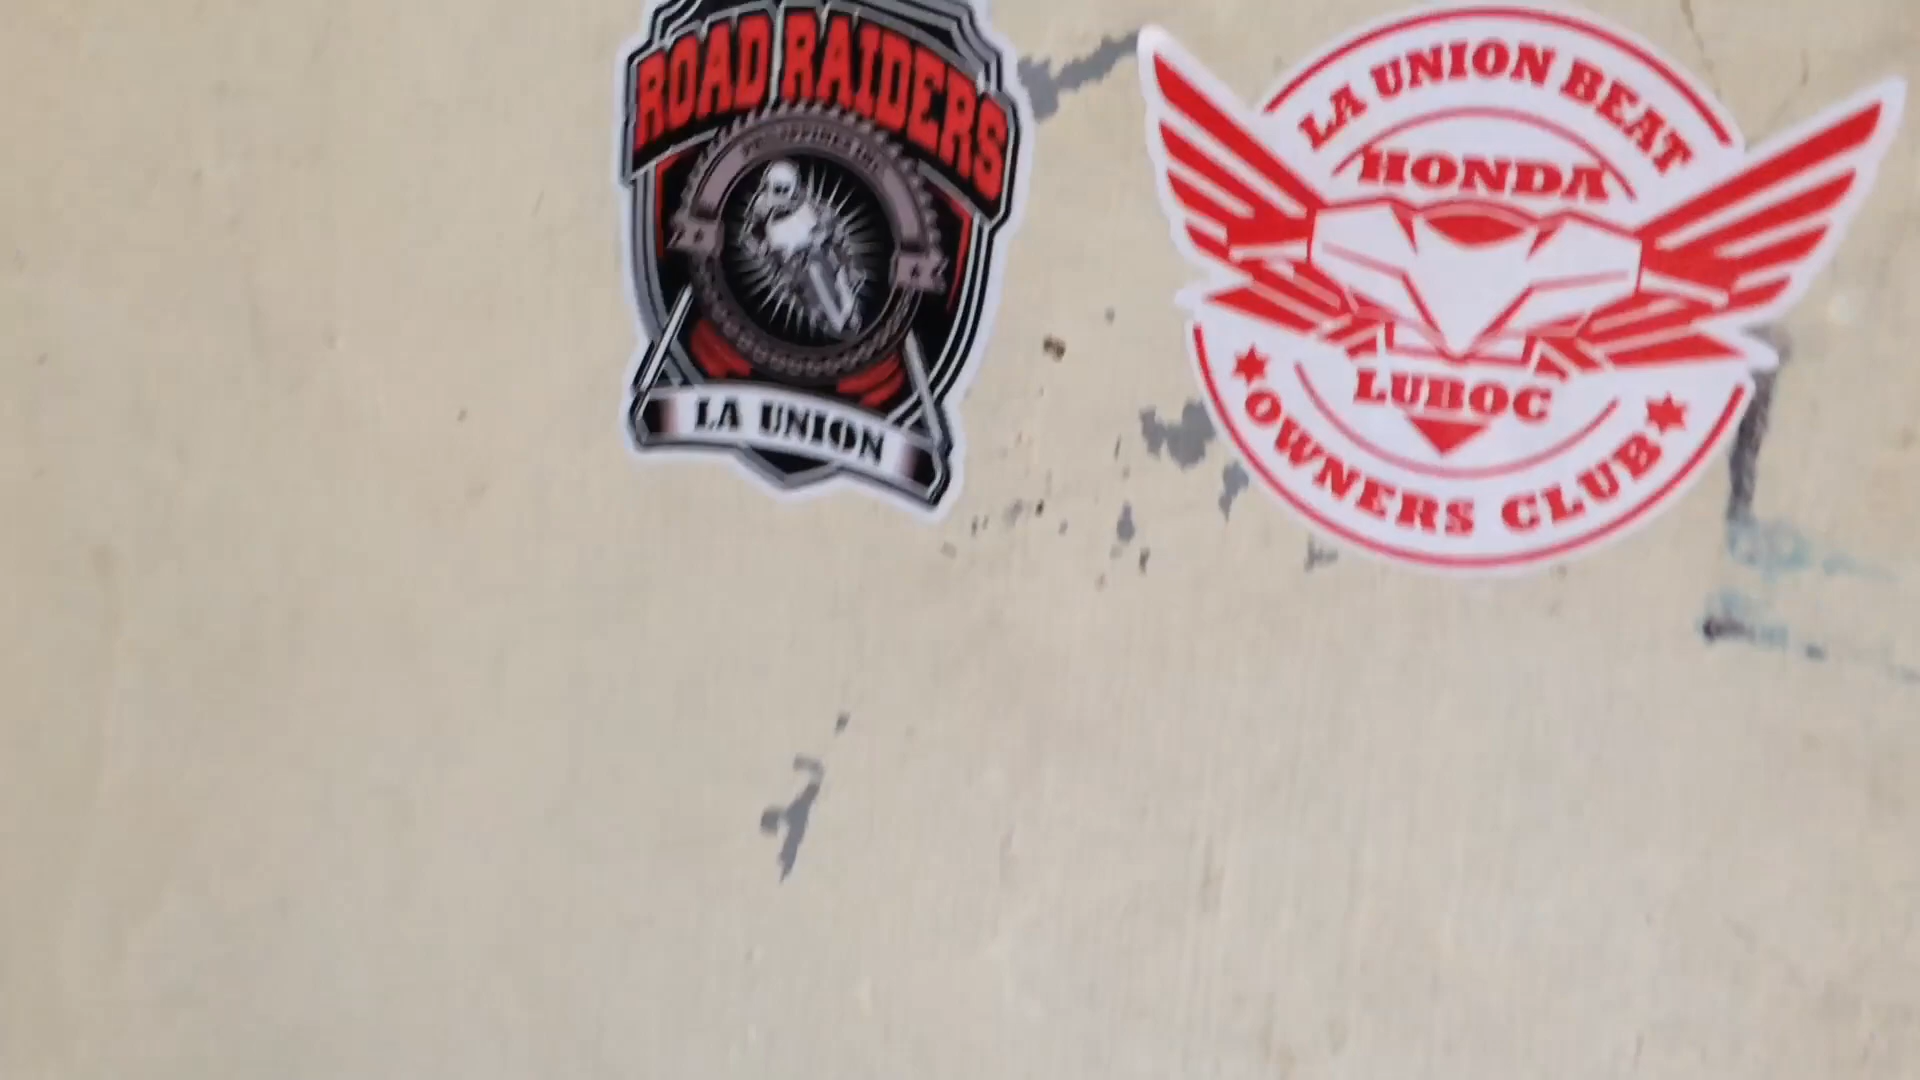 ROAD RAIDERS
LA UNION
LA UNION BEAT
HONDA
LUBOC
OWNERS CLUB